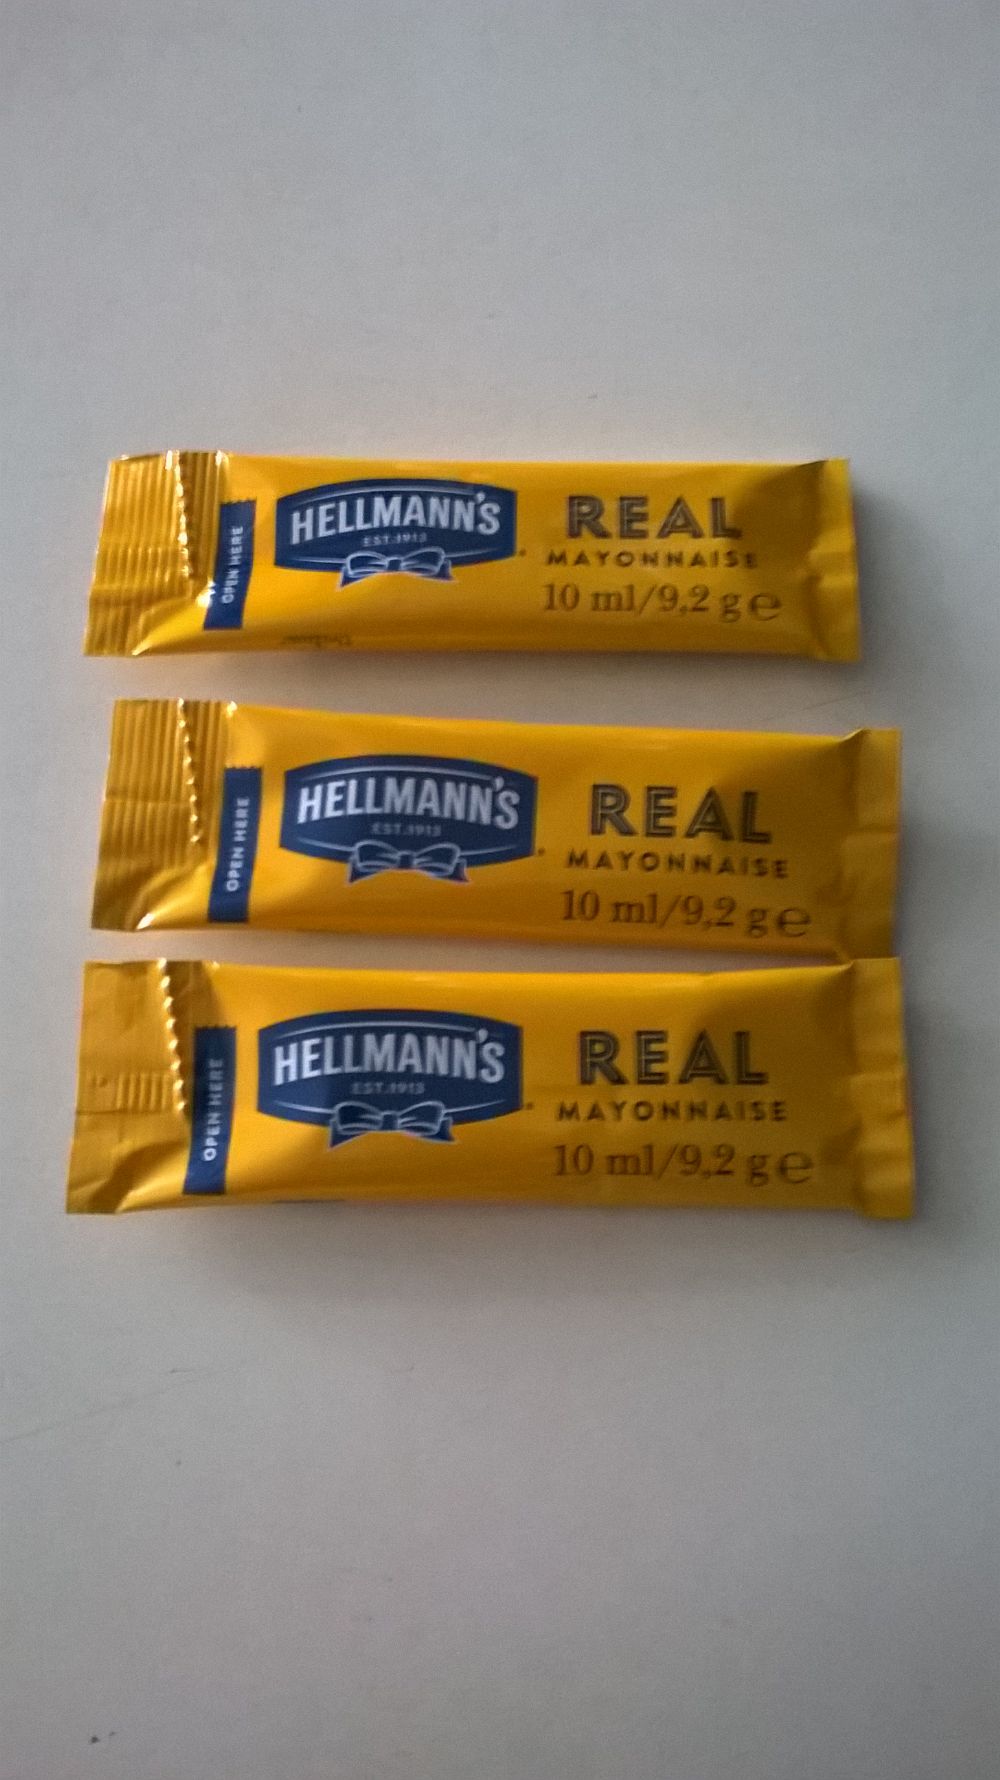 OPEN HERE
HELLMANN'S
EST.1913
REAL
MAYONNAISE
10 ml/9,2 g e
OPEN HERE
HELLMANN'S
EST.1913
REAL
MAYONNAISE
10 ml/9,2 g e
OPEN HERE
HELLMANN'S
EST.1913
REAL
MAYONNAISE
10 ml/9,2 g e